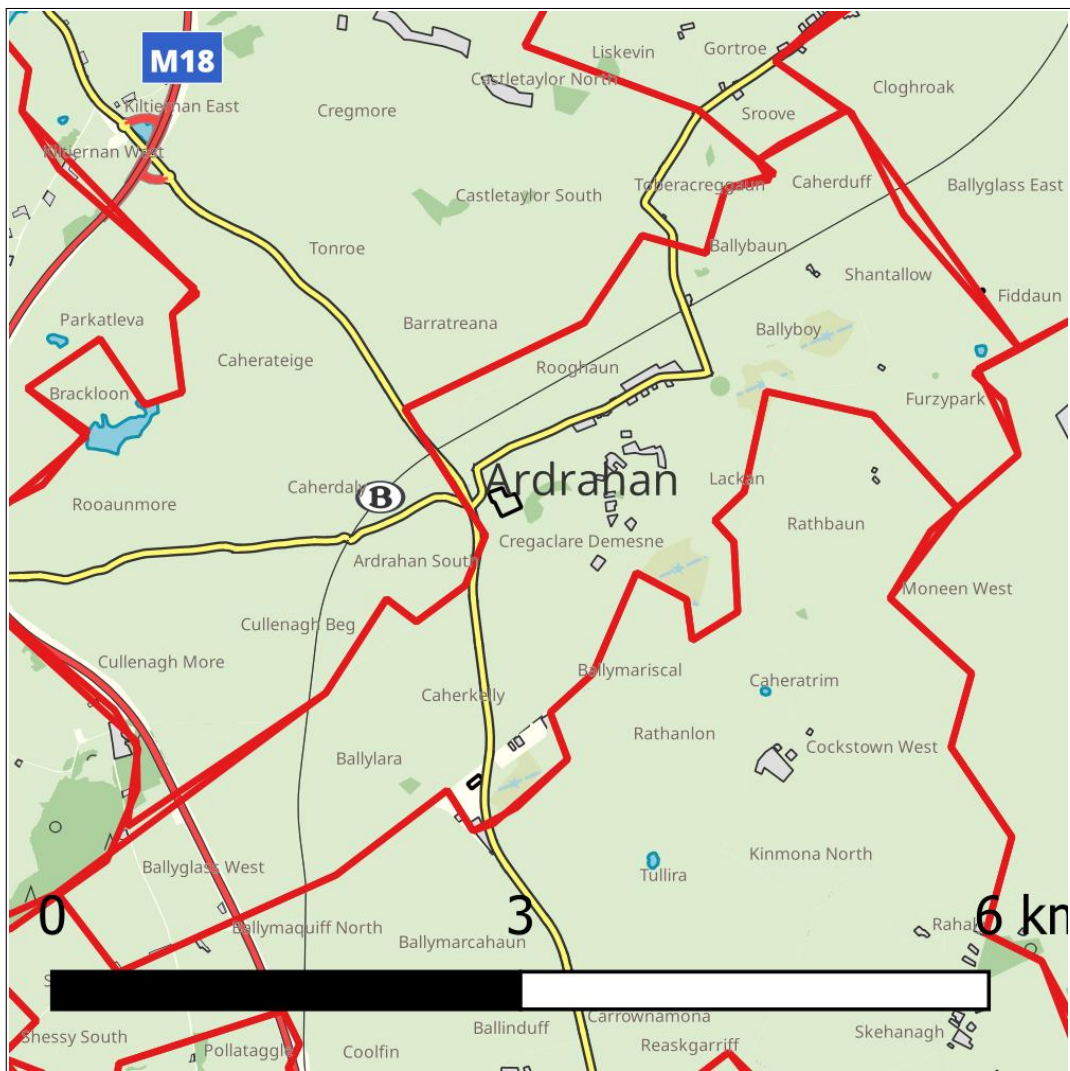 Liskevin
Gortroe
M18
Castletaylor North
Cloghroak
Kiltiernan East
Cregmore
Sroove
Kiltiernan West
Toberacreggaun
Caherduff
Ballyglass East
Castletaylor South
Tonroe
Ballybaun
Shantallow
Fiddaun
Parkatleva
Barratreana
Ballyboy
Caherateige
Rooghaun
Brackloon
Furzypark
Ardrahan
Lackan
Caherdaly
B
Rooaunmore
Rathbaun
Cregaclare Demesne
Ardrahan South
Moneen West
Cullenagh Beg
Cullenagh More
Ballymariscal
Caheratrim
Caherkelly
Rathanlon
Cockstown West
Ballylara
Kinmona North
Ballyglass West
Tullira
0
3
6 km
Ballymaquiff North
Rahaly
Ballymarcahaun
Carrownamona
Ballinduff
Skehanagh
Shessy South
Reaskgarriff
Pollataggle
Coolfin